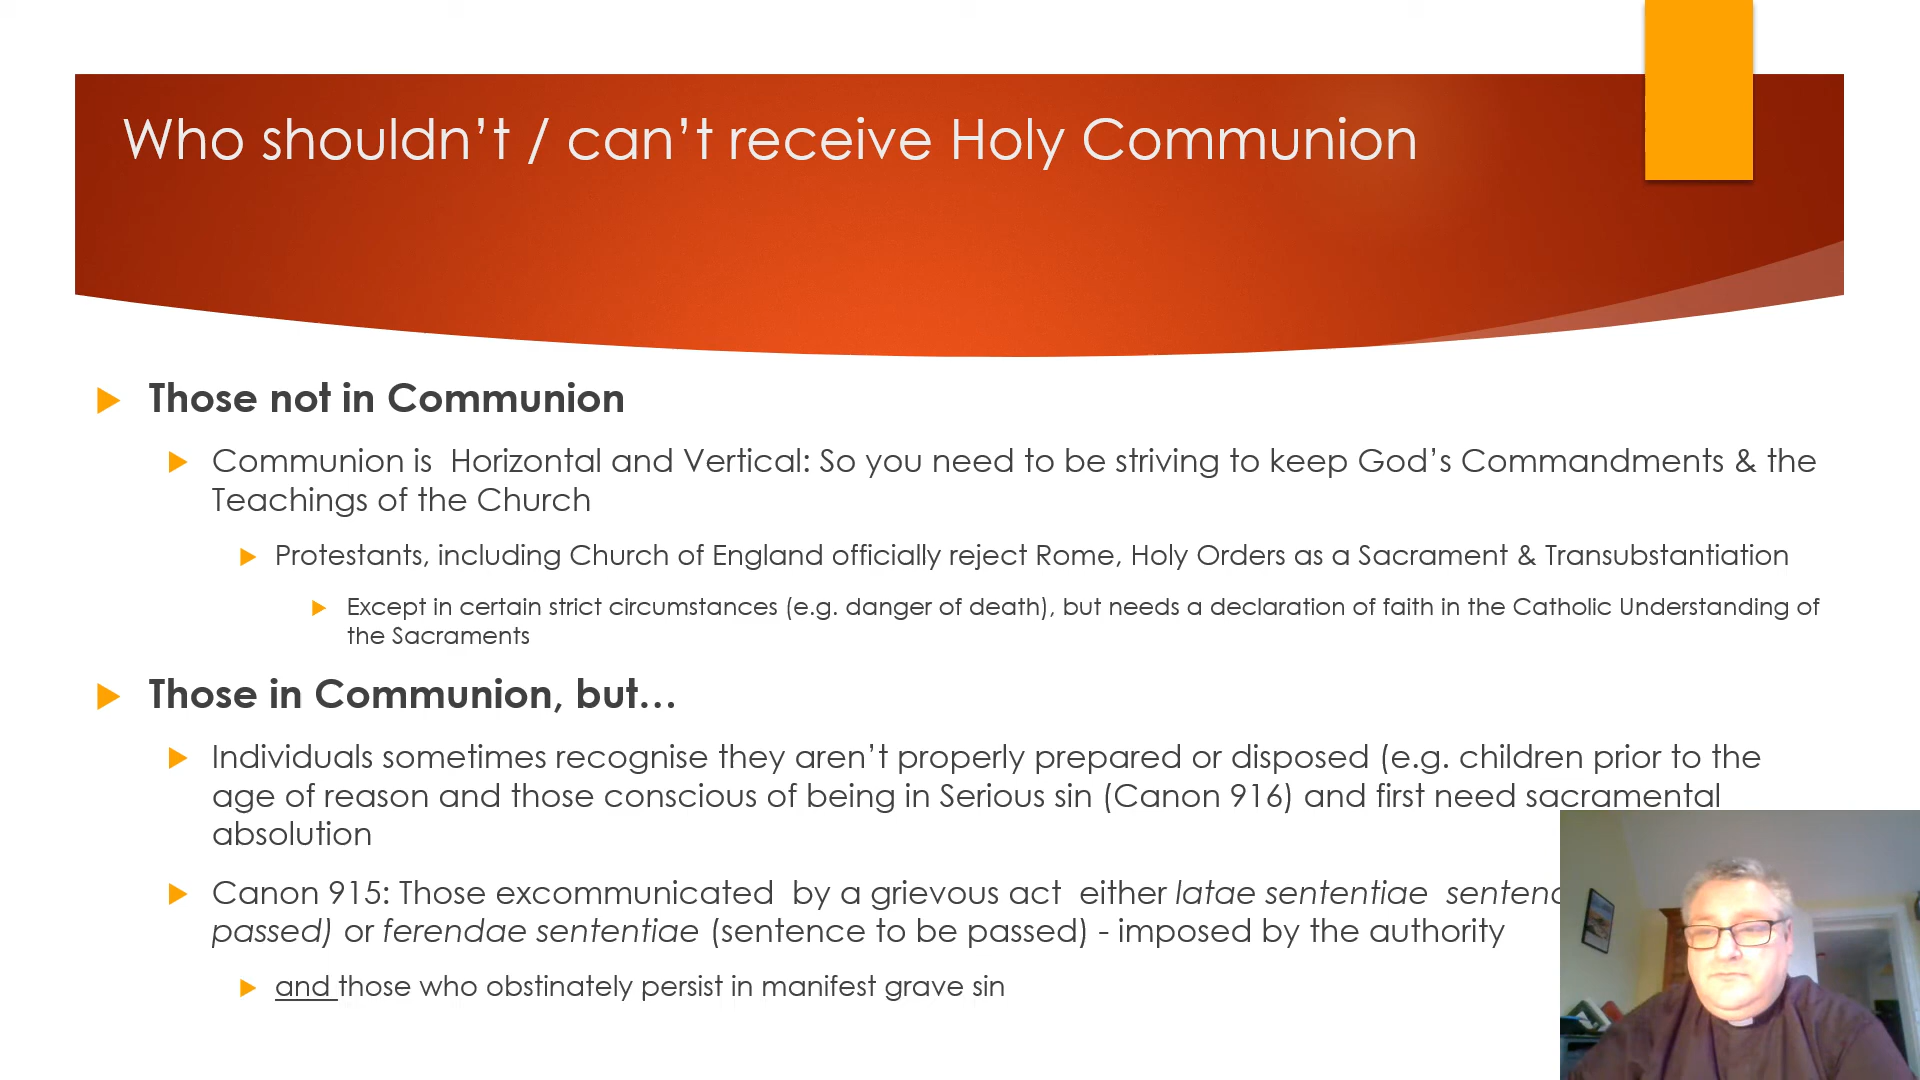 Who shouldn’t / can’t receive Holy Communion
Those not in Communion
Communion is Horizontal and Vertical: So you need to be striving to keep God’s Commandments & the
Teachings of the Church
Protestants, including Church of England officially reject Rome, Holy Orders as a Sacrament & Transubstantiation
Except in certain strict circumstances (e.g. danger of death), but needs a declaration of faith in the Catholic Understanding of
the Sacraments
Those in Communion, but…
Individuals sometimes recognise they aren’t properly prepared or disposed (e.g. children prior to the
age of reason and those conscious of being in Serious sin (Canon 916) and first need sacramental
absolution
Canon 915: Those excommunicated by a grievous act either latae sententiae
passed) or ferendae sententiae (sentence to be passed) - imposed by the authority
and those who obstinately persist in manifest grave sin